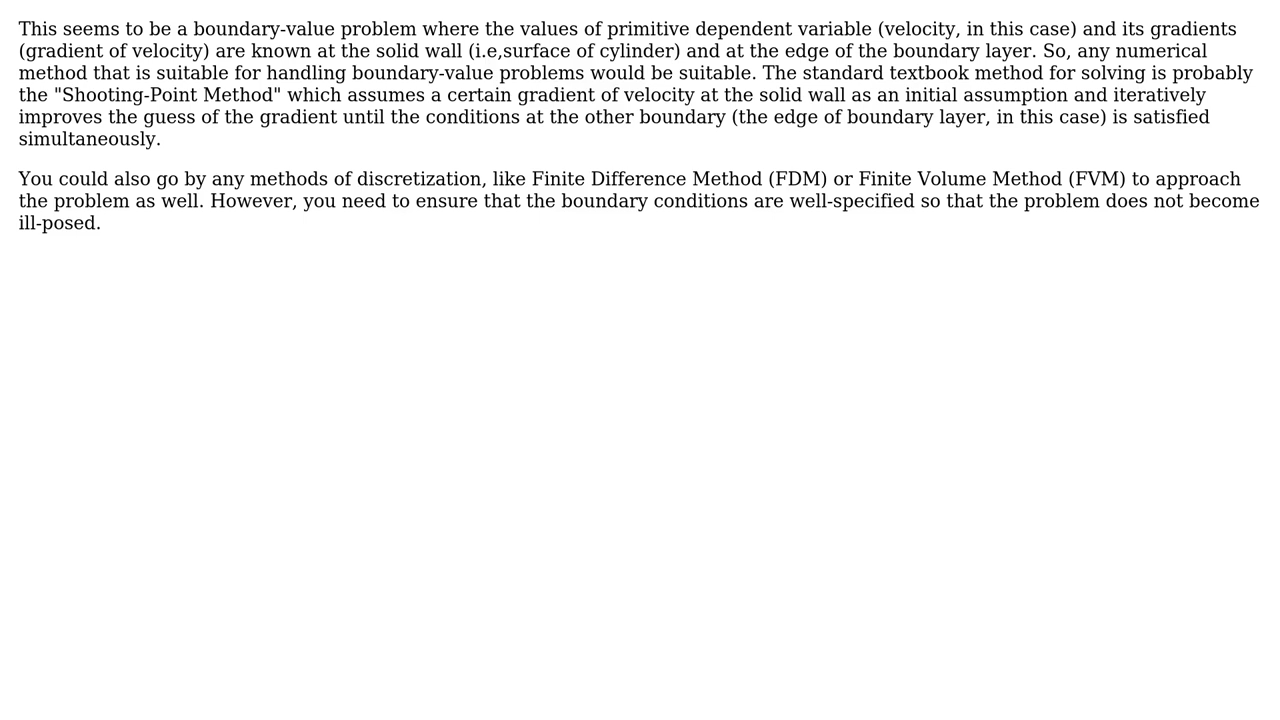 This seems to be a boundary-value problem where the values of primitive dependent variable (velocity, in this case) and its gradients
(gradient of velocity) are known at the solid wall (i.e,surface of cylinder) and at the edge of the boundary layer. So, any numerical
method that is suitable for handling boundary-value problems would be suitable. The standard textbook method for solving is probably
the "Shooting-Point Method" which assumes a certain gradient of velocity at the solid wall as an initial assumption and iteratively
improves the guess of the gradient until the conditions at the other boundary (the edge of boundary layer, in this case) is satisfied
simultaneously.
You could also go by any methods of discretization, like Finite Difference Method (FDM) or Finite Volume Method (FVM) to approach
the problem as well. However, you need to ensure that the boundary conditions are well-specified so that the problem does not become
ill-posed.